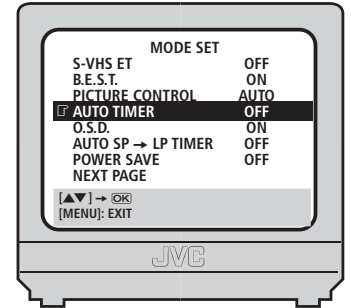 MODE SET
S-VHS ET OFF
B.E.S.T. ON
PICTURE CONTROL AUTO
☞ AUTO TIMER OFF
O.S.D. ON
AUTO SP → LP TIMER OFF
POWER SAVE OFF
NEXT PAGE
[▲▼] → OK
[MENU]: EXIT
JVC